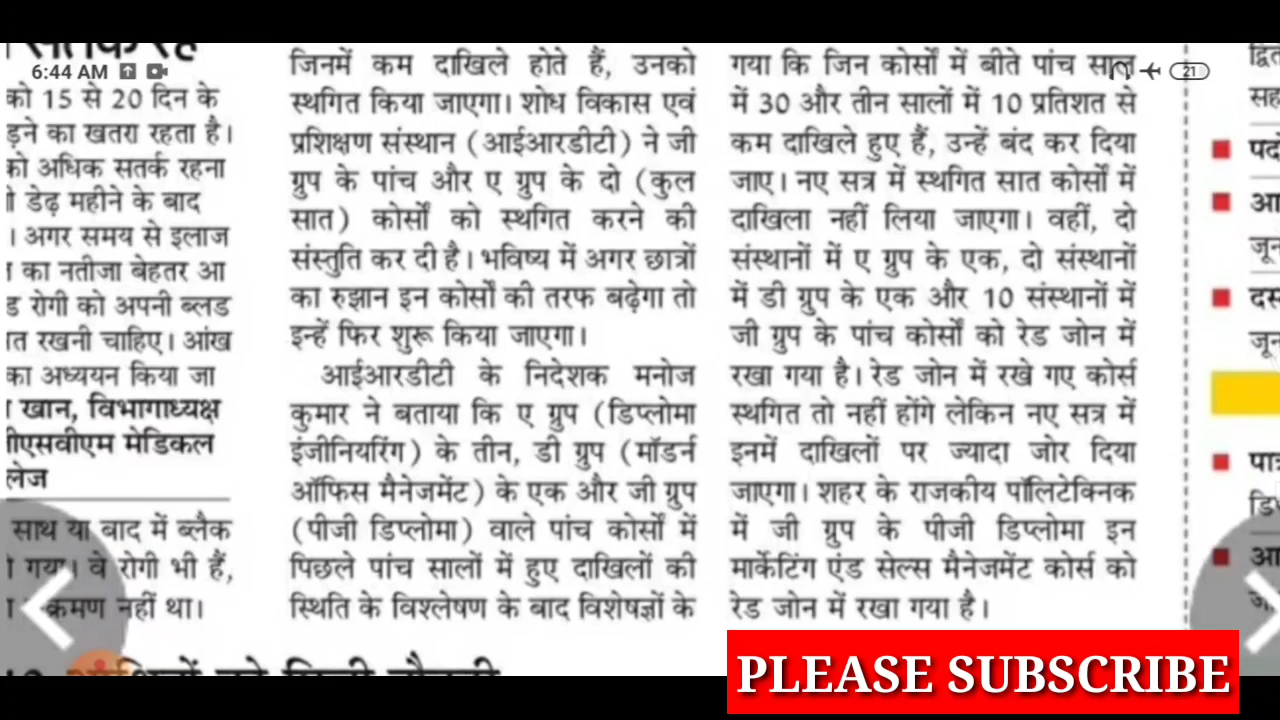 6:44 AM
21
को 15 से 20 दिन के
ड़ने का खतरा रहता है।
को अधिक सतर्क रहना
डेढ़ महीने के बाद
। अगर समय से इलाज
का नतीजा बेहतर आ
रोगी को अपनी ब्लड
रखनी चाहिए। आंख
का अध्ययन किया जा
खान, विभागाध्यक्ष
मेडिकल
साथ या बाद में ब्लैक
गया। वे रोगी भी हैं,
नहीं था।
जिनमें कम दाखिले होते हैं, उनको
स्थगित किया जाएगा। शोध विकास एवं
प्रशिक्षण संस्थान (आईआरडीटी) ने जी
ग्रुप के पांच और ए ग्रुप के दो (कुल
सात) कोर्सों को स्थगित करने की
संस्तुति कर दी है। भविष्य में अगर छात्रों
का रुझान इन कोर्सों की तरफ बढ़ेगा तो
इन्हें फिर शुरू किया जाएगा।
आईआरडीटी के निदेशक मनोज
कुमार ने बताया कि ए ग्रुप (डिप्लोमा
इंजीनियरिंग) के तीन, डी ग्रुप (मॉडर्न
ऑफिस मैनेजमेंट) के एक और जी ग्रुप
(पीजी डिप्लोमा) वाले पांच कोर्सों में
पिछले पांच सालों में हुए दाखिलों की
स्थिति के विश्लेषण के बाद विशेषज्ञों के
गया कि जिन कोर्सों में बीते पांच साल
में 30 और तीन सालों में 10 प्रतिशत से
कम दाखिले हुए हैं, उन्हें बंद कर दिया
जाए। नए सत्र में स्थगित सात कोर्सों में
दाखिला नहीं लिया जाएगा। वहीं, दो
संस्थानों में ए ग्रुप के एक, दो संस्थानों
में डी ग्रुप के एक और 10 संस्थानों में
जी ग्रुप के पांच कोर्सों को रेड जोन में
रखा गया है। रेड जोन में रखे गए कोर्स
स्थगित तो नहीं होंगे लेकिन नए सत्र में
इनमें दाखिलों पर ज्यादा जोर दिया
जाएगा। शहर के राजकीय पॉलिटेक्निक
में जी ग्रुप के पीजी डिप्लोमा इन
मार्केटिंग एंड सेल्स मैनेजमेंट कोर्स को
रेड जोन में रखा गया है।
PLEASE SUBSCRIBE